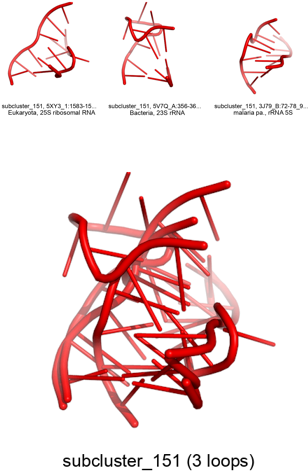 subcluster_151, 5XY3_1:1583-15...
Eukaryota, 25S ribosomal RNA
subcluster_151, 5V7Q_A:356-36...
Bacteria, 23S rRNA
subcluster_151, 3J79_B:72-78_9...
malaria pa., rRNA 5S
subcluster_151 (3 loops)